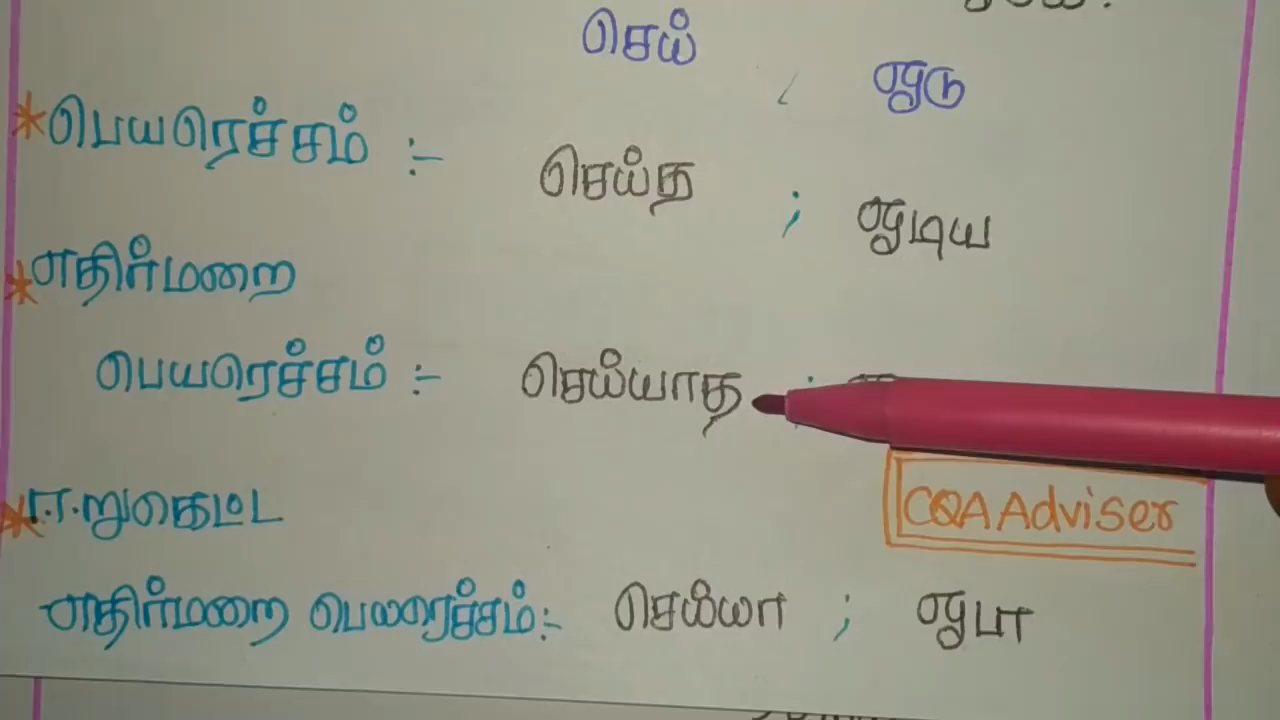 செய் , ஓடு
* பெயரெச்சம் :- செய்த ; ஓடிய
* எதிர்மறை
பெயரெச்சம் :- செய்யாத ;
CQA Adviser
* ஈறுகெட்ட
எதிர்மறை பெயரைச்சம்:- செய்யா ; ஓடா